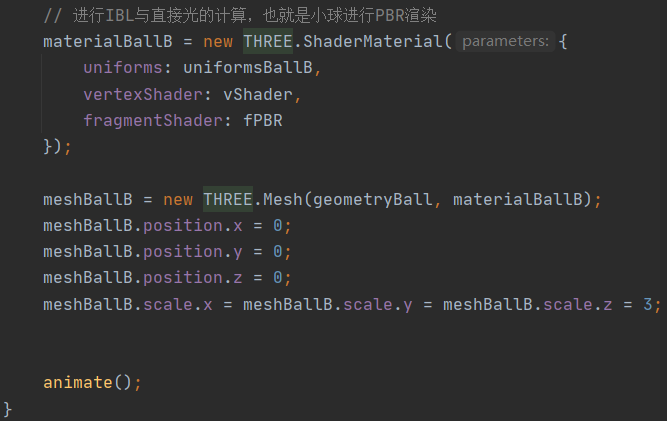 // 进行IBL与直接光的计算，也就是小球进行PBR渲染
materialBallB = new THREE.ShaderMaterial( parameters: {
    uniforms: uniformsBallB,
    vertexShader: vShader,
    fragmentShader: fPBR
});
meshBallB = new THREE.Mesh(geometryBall, materialBallB);
meshBallB.position.x = 0;
meshBallB.position.y = 0;
meshBallB.position.z = 0;
meshBallB.scale.x = meshBallB.scale.y = meshBallB.scale.z = 3;
animate();
}